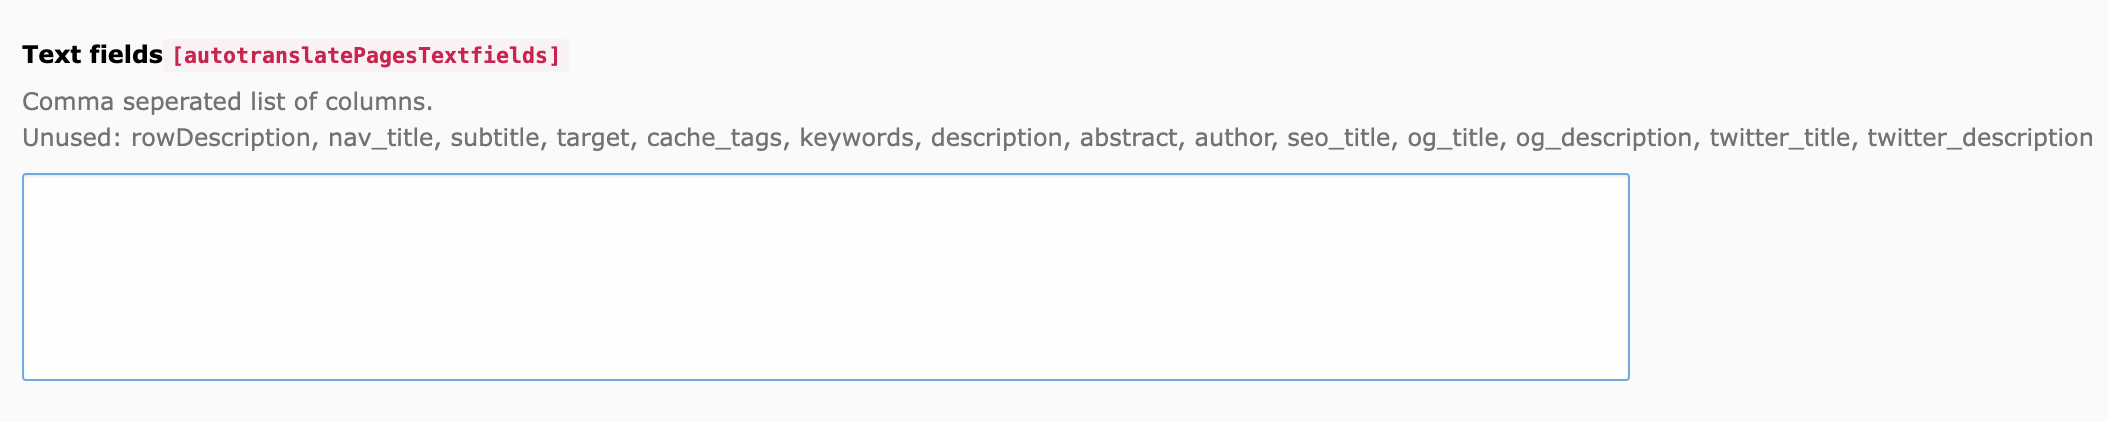 Text fields [autotranslatePagesTextfields]
Comma seperated list of columns.
Unused: rowDescription, nav_title, subtitle, target, cache_tags, keywords, description, abstract, author, seo_title, og_title, og_description, twitter_title, twitter_description